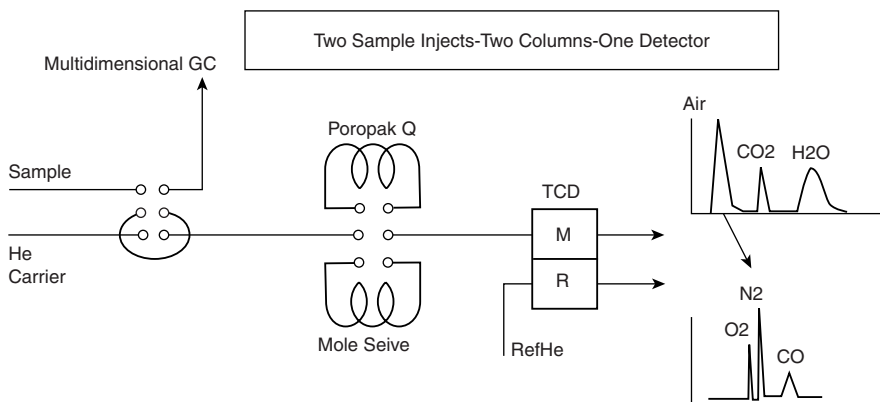 Two Sample Injects-Two Columns-One Detector
Multidimensional GC
Poropak Q
Air
CO2
H2O
Sample
TCD
M
He
Carrier
R
N2
O2
CO
Mole Seive
RefHe